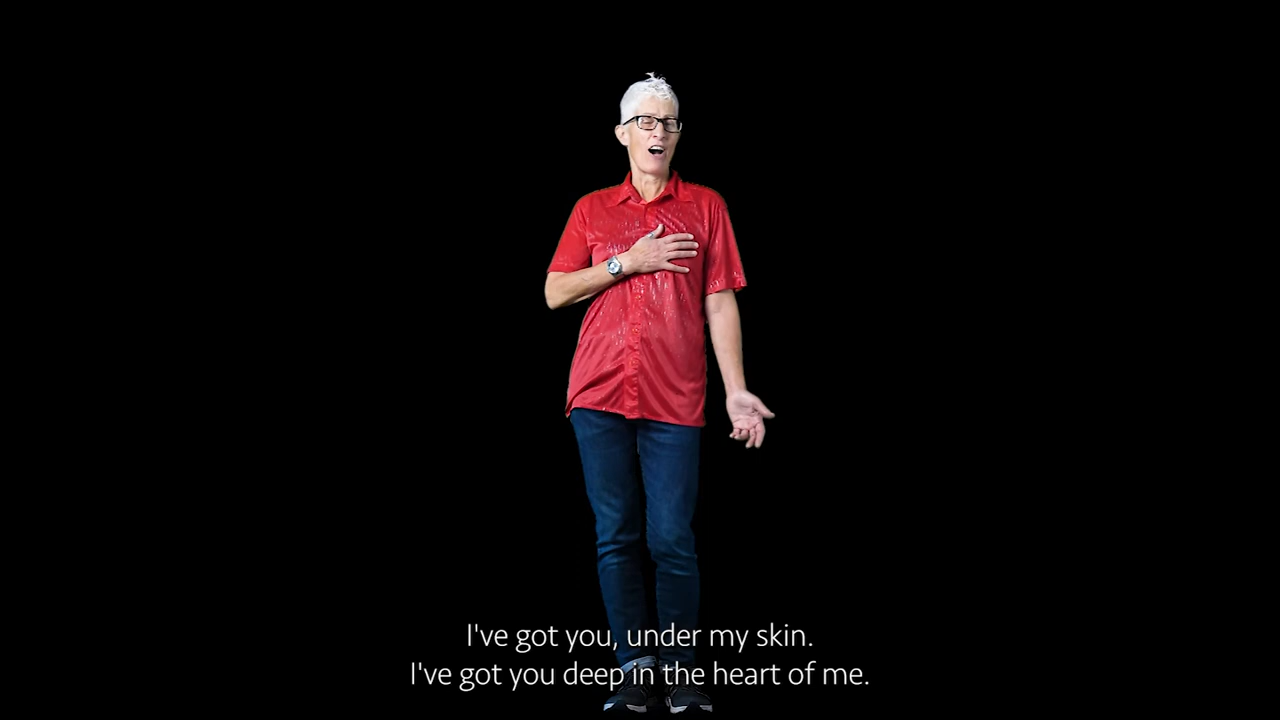 I've got you, under my skin.
I've got you deep in the heart of me.